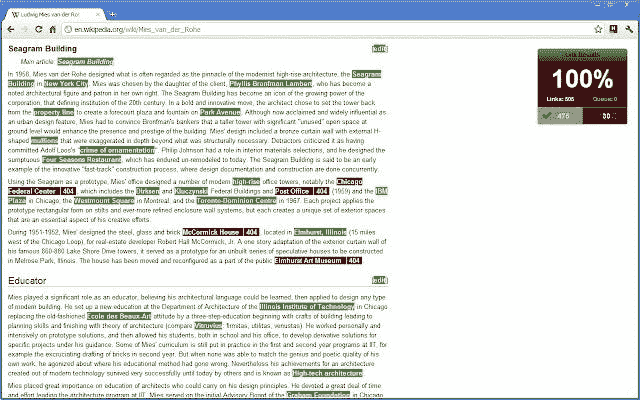 Ludwig Mies van der Rohe
en.wikipedia.org/wiki/Mies_van_der_Rohe
Seagram Building [edit]
Main article: Seagram Building
In 1958, Mies van der Rohe designed what is often regarded as the pinnacle of the modernist high-rise architecture, the Seagram
Building in New York City. Mies was chosen by the daughter of the client, Phyllis Bronfman Lambert, who has become a
noted architectural figure and patron in her own right. The Seagram Building has become an icon of the growing power of the
corporation, that defining institution of the 20th century. In a bold and innovative move, the architect chose to set the tower back
from the property line to create a forecourt plaza and fountain on Park Avenue. Although now acclaimed and widely influential as
an urban design feature, Mies had to convince Bronfman's bankers that a taller tower with significant "unused" open space at
ground level would enhance the presence and prestige of the building. Mies' design included a bronze curtain wall with external H-
shaped mullions that were exaggerated in depth beyond what was structurally necessary. Detractors criticized it as having
committed Adolf Loos's "crime of ornamentation". Philip Johnson had a role in interior materials selections, and he designed the
sumptuous Four Seasons Restaurant, which has endured un-remodeled to today. The Seagram Building is said to be an early
example of the innovative "fast-track" construction process, where design documentation and construction are done concurrently.
Using the Seagram as a prototype, Mies' office designed a number of modern high-rise office towers, notably the Chicago
Federal Center | 404, which includes the Dirksen and Kluczynski Federal Buildings and Post Office | 404 (1959) and the IBM
Plaza in Chicago, the Westmount Square in Montreal, and the Toronto-Dominion Centre in 1967. Each project applies the
prototype rectangular form on stilts and ever-more refined enclosure wall systems, but each creates a unique set of exterior spaces
that are an essential aspect of his creative efforts.
During 1951-1952, Mies' designed the steel, glass and brick McCormick House | 404, located in Elmhurst, Illinois (15 miles
west of the Chicago Loop), for real-estate developer Robert Hall McCormick, Jr. A one story adaptation of the exterior curtain wall of
his famous 860-880 Lake Shore Drive towers, it served as a prototype for an unbuilt series of speculative houses to be constructed
in Melrose Park, Illinois. The house has been moved and reconfigured as a part of the public Elmhurst Art Museum | 404.
Educator [edit]
Mies played a significant role as an educator, believing his architectural language could be learned, then applied to design any type
of modern building. He set up a new education at the Department of Architecture of the Illinois Institute of Technology in Chicago
replacing the old-fashioned Ecole des Beaux-Art attitude by a three-step-education beginning with crafts of building leading to
planning skills and finishing with theory of architecture (compare Vitruvius: firmitas, utilitas, venustas). He worked personally and
intensively on prototype solutions, and then allowed his students, both in school and his office, to develop derivative solutions for
specific projects under his guidance. Some of Mies' curriculum is still put in practice in the first and second year programs at IIT, for
example the excruciating drafting of bricks in second year. But when none was able to match the genius and poetic quality of his
own work, he agonized about where his educational method had gone wrong. Nevertheless his achievements for an architecture
created out of modern technology survived very successfully until today by others and is known as High-tech architecture.
Mies placed great importance on education of architects who could carry on his design principles. He devoted a great deal of time
and effort leading the architecture program at IIT. Mies served on the initial Advisory Board of the Graham Foundation in Chicago
100%
Links: 505 Queue: 0
475
30